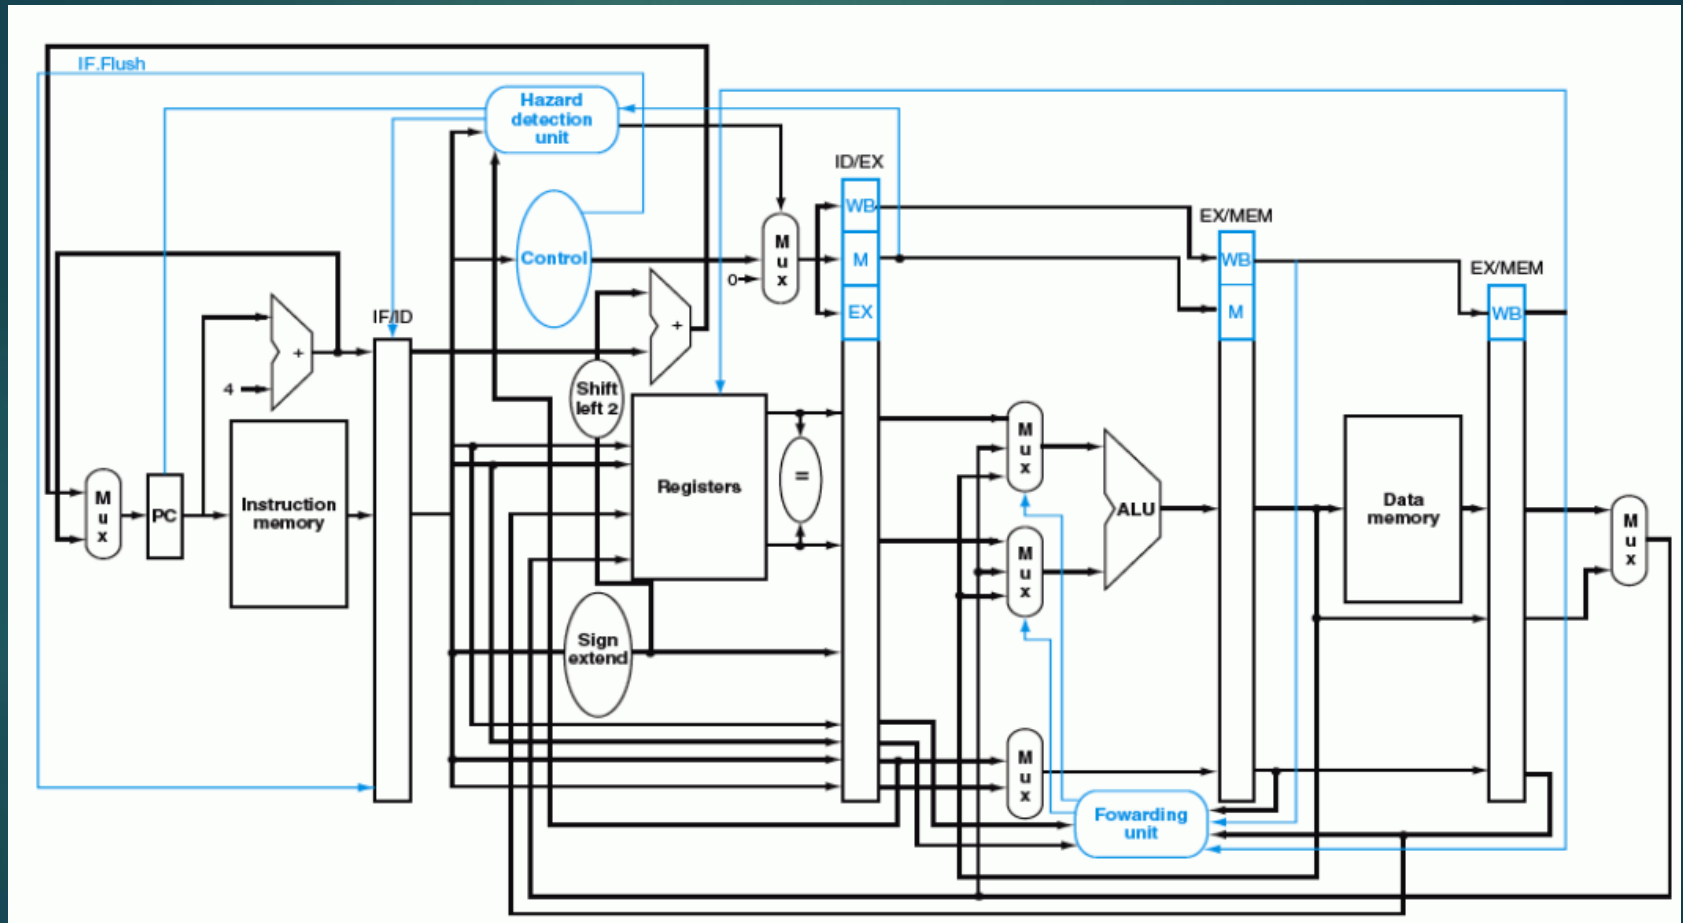 IF.Flush
Hazard
detection
unit
ID/EX
WB
M
u
x
Control
M
0
EX
EX/MEM
WB
M
EX/MEM
WB
IF/ID
+
+
4
Shift
left 2
M
u
x
PC
Instruction
memory
Registers
=
M
u
x
M
u
x
ALU
Data
memory
M
u
x
Sign
extend
M
u
x
Fowarding
unit